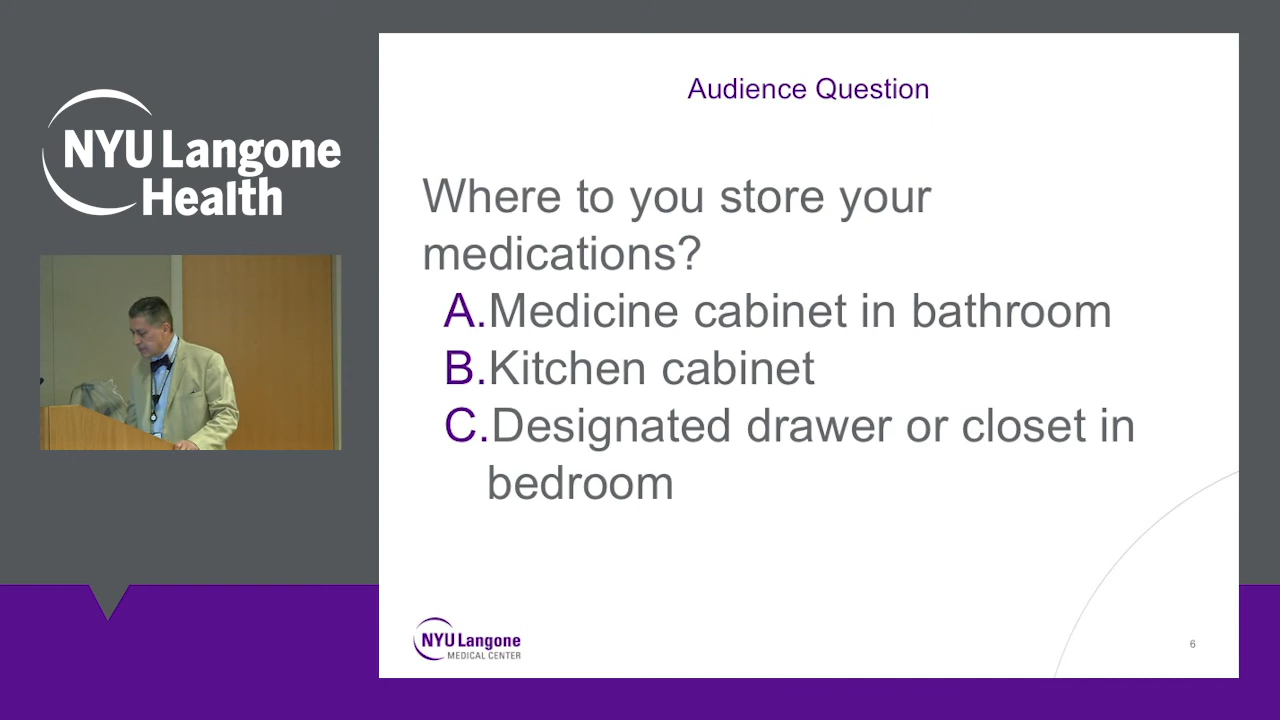 NYU Langone
Health
Audience Question
Where to you store your
medications?
A.Medicine cabinet in bathroom
B.Kitchen cabinet
C.Designated drawer or closet in
bedroom
NYU Langone
MEDICAL CENTER
6